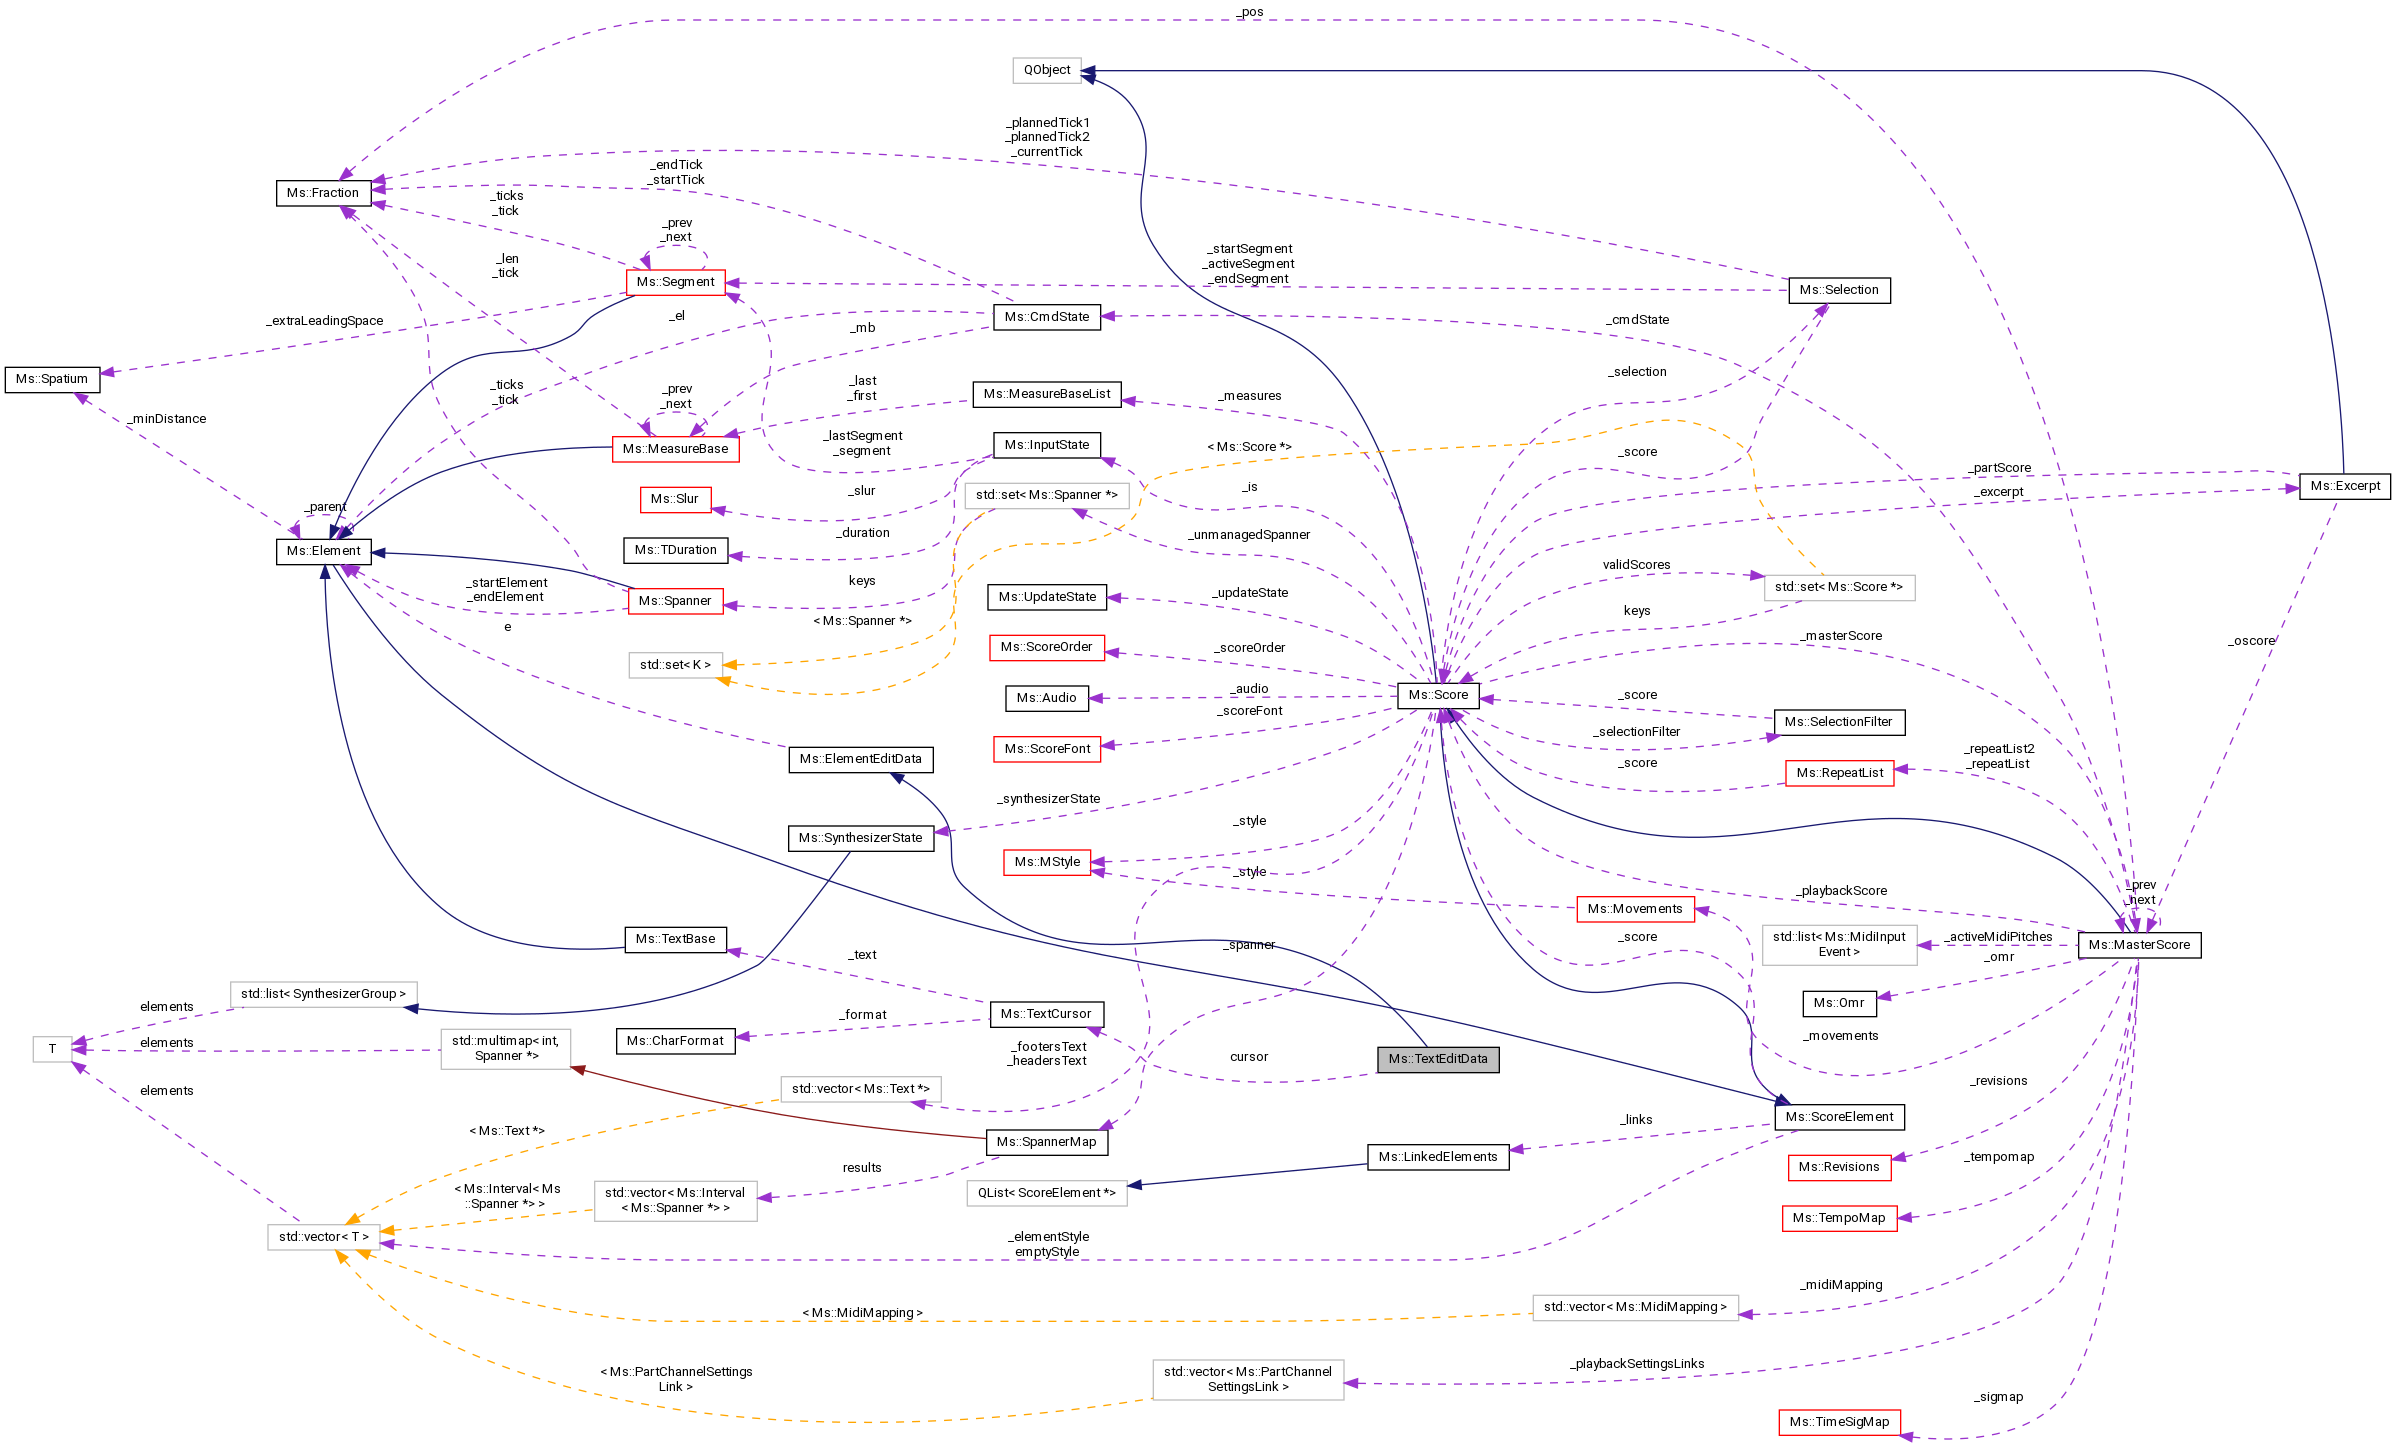 _pos
QObject
_plannedTick1
_plannedTick2
_currentTick
_endTick
_startTick
Ms::Fraction
_ticks
_tick
_prev
_next
_len
_tick
Ms::Segment
_startSegment
_activeSegment
_endSegment
Ms::Selection
_extraLeadingSpace
_el
_mb
Ms::CmdState
_cmdState
Ms::Spatium
_ticks
_tick
_prev
_next
_last
_first
Ms::MeasureBaseList
_measures
_selection
_minDistance
Ms::MeasureBase
_lastSegment
_segment
Ms::InputState
< Ms::Score *>
_score
_partScore
Ms::Excerpt
_parent
Ms::Slur
_slur
std::set< Ms::Spanner *>
_is
_excerpt
Ms::Element
Ms::TDuration
_duration
_unmanagedSpanner
validScores
std::set< Ms::Score *>
_startElement
_endElement
Ms::Spanner
keys
Ms::UpdateState
_updateState
keys
e
< Ms::Spanner *>
_masterScore
_oscore
std::set< K >
Ms::ScoreOrder
_scoreOrder
Ms::Audio
_audio
Ms::Score
_score
Ms::SelectionFilter
_scoreFont
Ms::ScoreFont
_selectionFilter
Ms::ElementEditData
_score
Ms::RepeatList
_repeatList2
_repeatList
_synthesizerState
Ms::SynthesizerState
_style
Ms::MStyle
_style
_playbackScore
_prev
_next
Ms::Movements
Ms::TextBase
_text
_spanner
_score
std::list< Ms::MidiInput
Event >
_activeMidiPitches
_omr
Ms::MasterScore
std::list< SynthesizerGroup >
elements
Ms::TextCursor
_format
Ms::Omr
T
elements
std::multimap< int,
Spanner *>
Ms::CharFormat
_footersText
_headersText
cursor
Ms::TextEditData
_movements
elements
std::vector< Ms::Text *>
_revisions
Ms::ScoreElement
< Ms::Text *>
Ms::SpannerMap
_links
Ms::LinkedElements
Ms::Revisions
_tempomap
results
< Ms::Interval< Ms
::Spanner *> >
std::vector< Ms::Interval
< Ms::Spanner *> >
QList< ScoreElement *>
Ms::TempoMap
std::vector< T >
_elementStyle
emptyStyle
< Ms::MidiMapping >
std::vector< Ms::MidiMapping >
_midiMapping
< Ms::PartChannelSettings
Link >
std::vector< Ms::PartChannel
SettingsLink >
_playbackSettingsLinks
Ms::TimeSigMap
_sigmap